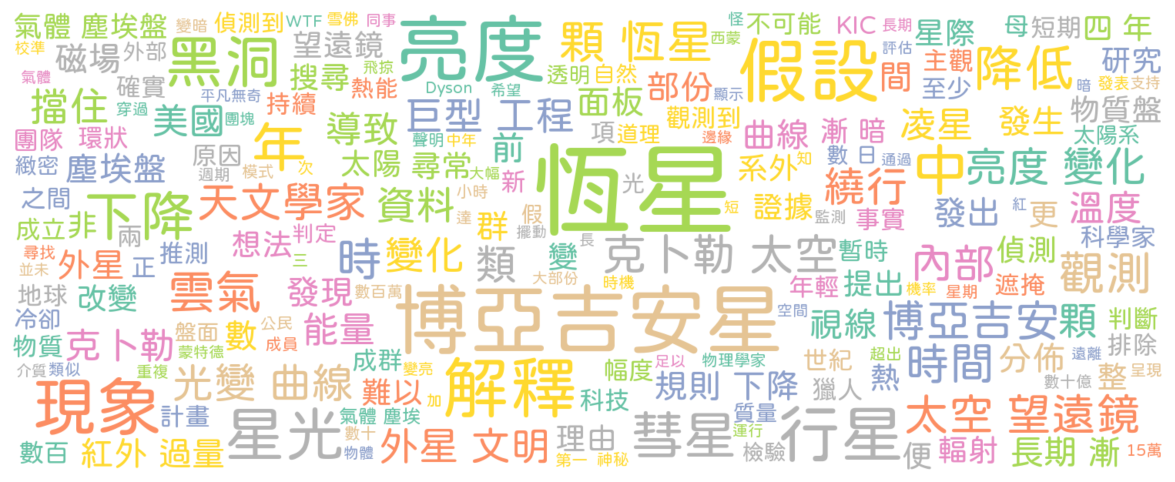 氣體 塵埃盤 變暗 偵測到 WTF 雪佛 同事 亮度 顆 恆星 怪 不可能 KIC 長期 星際 母 短期 四 年
校準 磁場 外部 黑洞 望遠鏡 西蒙 假設 評估 間 主觀 降低 研究
氣體 確實 搜尋 飛掠 透明 自然 部份 至少 暗 發表 支持
穿過 平凡無奇 持續 熱能 Dyson 希望 面板 顯示 物質盤
擋住 美國 團塊 導致 聲明 中年 巨型 工程 觀測到 曲線 漸 暗 凌星 發生
團隊 環狀 年 前 項 道理 邊緣 太陽系
緻密 塵埃盤 原因 週期 模式 次 太陽 尋常 大幅 新 恆星 光 系外 知 數 日 通過 中 亮度 變化
之間 下降 天文學家 資料 小時 群 假 短 證據 繞行 發出 紅 更 溫度
成立 非 兩 想法 判定 達 擺動 監測 事實 科學家
尋找 並未 外星 正 推測 三 時 變化 類 變 長 克卜勒 太空 暫時 內部 偵測 觀測
地球 改變 雲氣 發現 數百萬 大部份 時機 年輕 提出 機率 星期 遮掩
冷卻 盤面 公民 能量 博亞吉安星 空間 視線 博亞吉安 顆 判斷
物質 克卜勒 蒙特德 數 成員 排除
介質 類似 重複 光變 曲線 成群 變亮 解釋 幅度 足以 物理學家 世紀 超出 時間 分佈 遠離 整 呈現
現象 計畫 難以 加 科技 規則 下降 獵人 熱 數十億
星光 氣體 塵埃 質量 行星 太空 望遠鏡
數百 紅外 過量 數十 物體 外星 文明 理由 第一 神秘 彗星 運行 檢驗 便 輻射 長期 漸 15萬